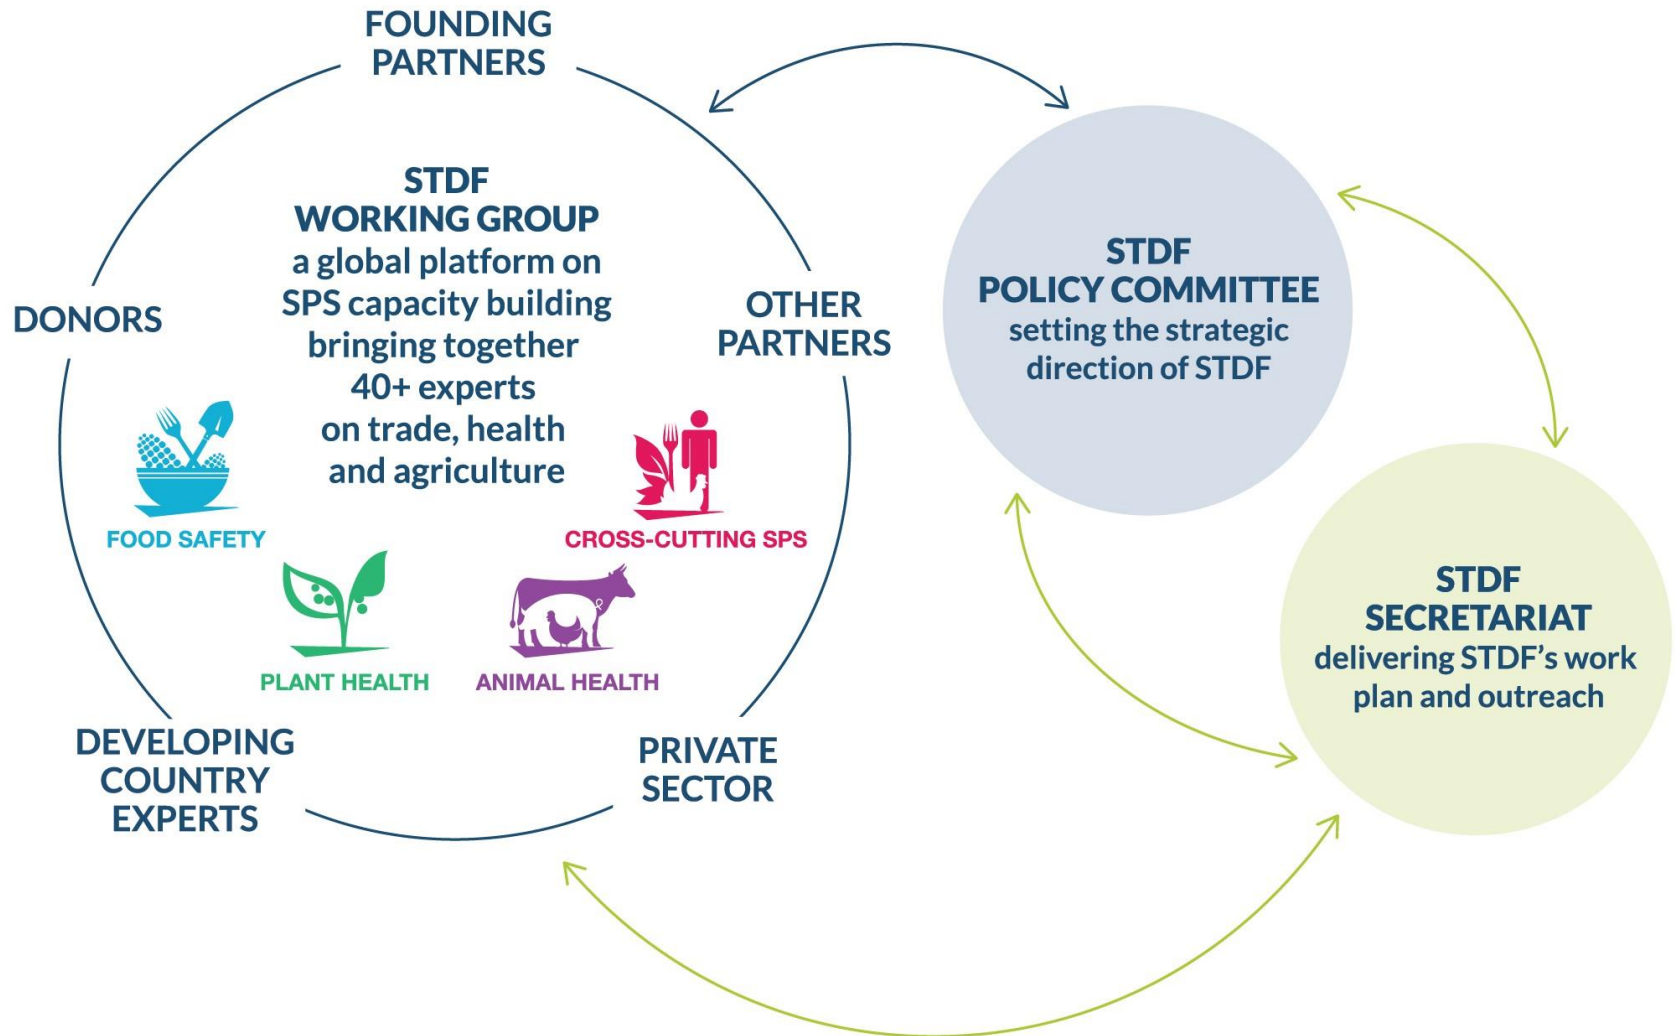 FOUNDING
PARTNERS
STDF
WORKING GROUP
a global platform on
SPS capacity building
bringing together
40+ experts
on trade, health
and agriculture
DONORS
OTHER
PARTNERS
FOOD SAFETY
CROSS-CUTTING SPS
PLANT HEALTH
ANIMAL HEALTH
DEVELOPING
COUNTRY
EXPERTS
PRIVATE
SECTOR
STDF
POLICY COMMITTEE
setting the strategic
direction of STDF
STDF
SECRETARIAT
delivering STDF’s work
plan and outreach